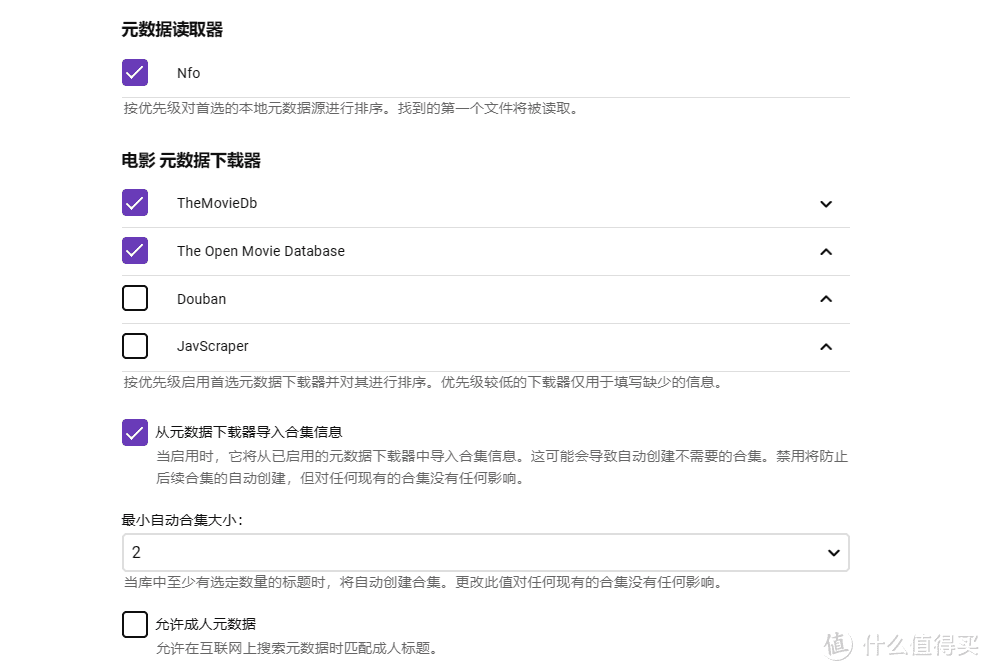 元数据读取器
Nfo
按优先级对首选的本地元数据源进行排序。找到的第一个文件将被读取。
电影 元数据下载器
TheMovieDb
The Open Movie Database
Douban
JavScraper
按优先级启用首选元数据下载器并对其进行排序。优先级较低的下载器仅用于填写缺少的信息。
从元数据下载器导入合集信息
当启用时，它将从已启用的元数据下载器中导入合集信息。这可能会导致自动创建不需要的合集。禁用将防止
后续合集的自动创建，但对任何现有的合集没有任何影响。
最小自动合集大小：
2
当库中至少有选定数量的标题时，将自动创建合集。更改此值对任何现有的合集没有任何影响。
允许成人元数据
允许在互联网上搜索元数据时匹配成人标题。
值 什么值得买